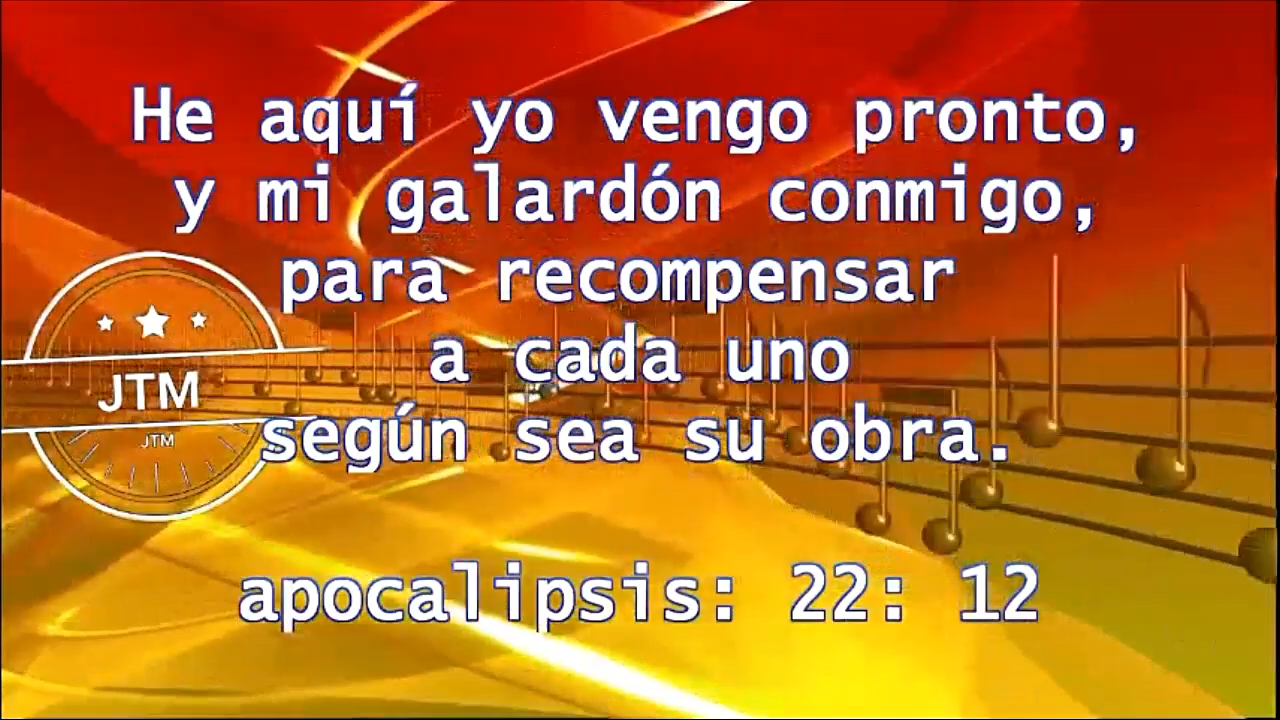 He aquí yo vengo pronto,
y mi galardón conmigo,
para recompensar
a cada uno
según sea su obra.
apocalipsis: 22: 12
JTM
JTM